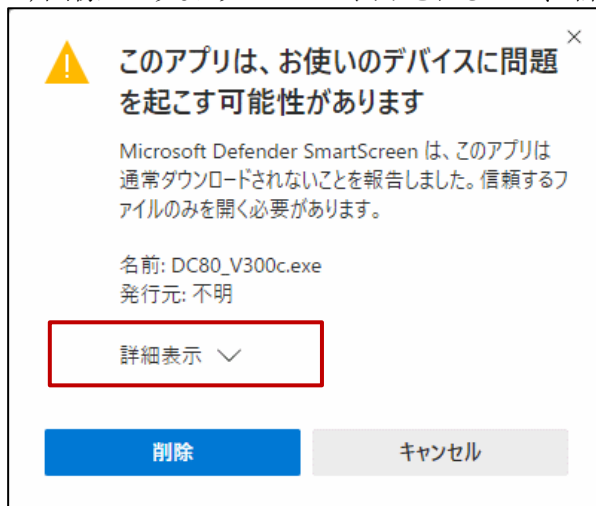 このアプリは、お使いのデバイスに問題
を起こす可能性があります
Microsoft Defender SmartScreen は、このアプリは
通常ダウンロードされないことを報告しました。信頼するフ
ァイルのみを開く必要があります。
名前: DC80_V300c.exe
発行元: 不明
詳細表示
削除
キャンセル